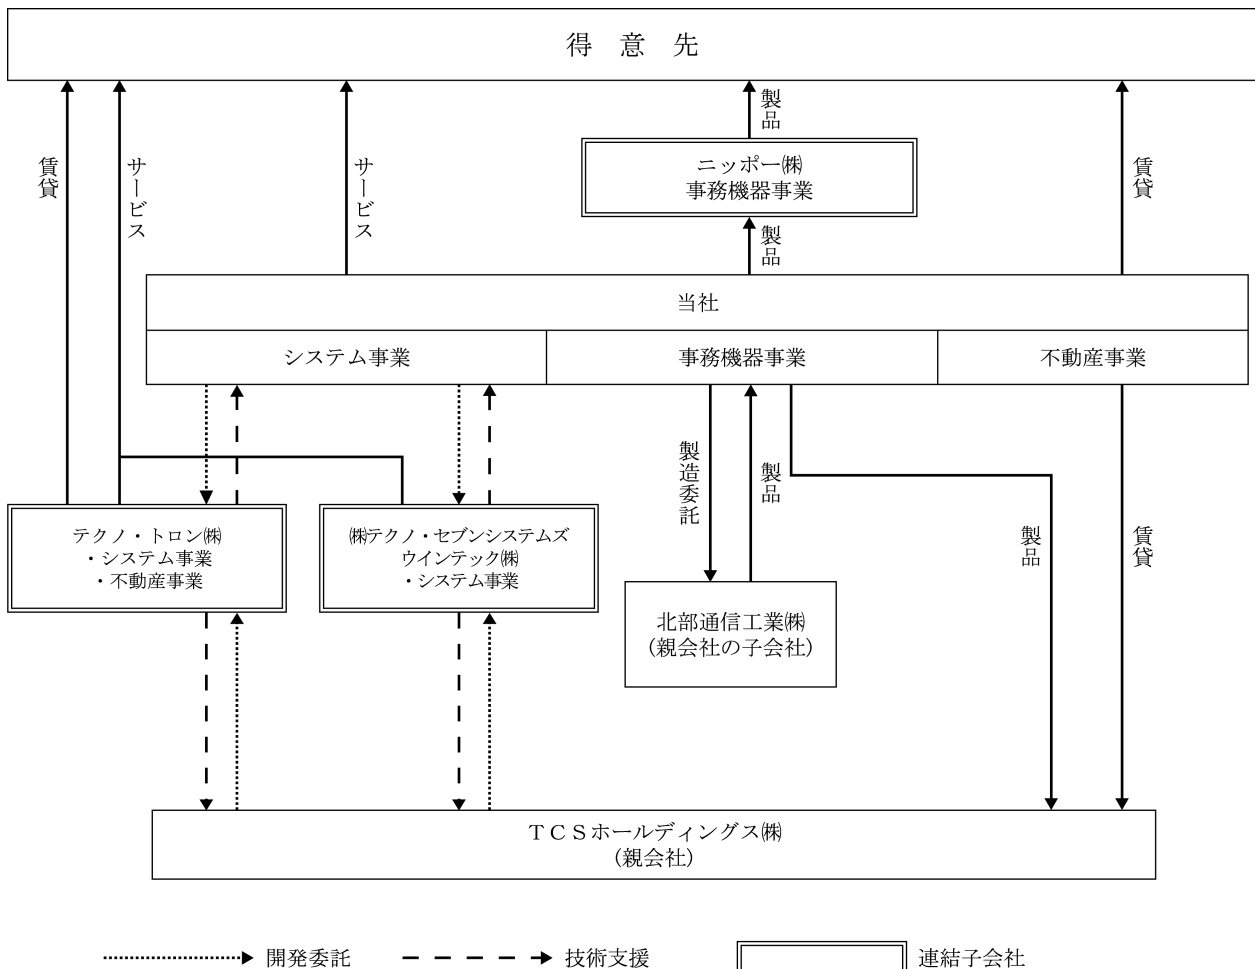 得意先
製品
賃貸
サービス
サービス
ニッポー㈱
事務機器事業
賃貸
製品
当社
システム事業
事務機器事業
不動産事業
製造委託
製品
テクノ・トロン㈱
・システム事業
・不動産事業
㈱テクノ・セブンシステムズ
ウインテック㈱
・システム事業
製品
賃貸
北部通信工業㈱
(親会社の子会社)
ＴＣＳホールディングス㈱
(親会社)
開発委託
技術支援
連結子会社